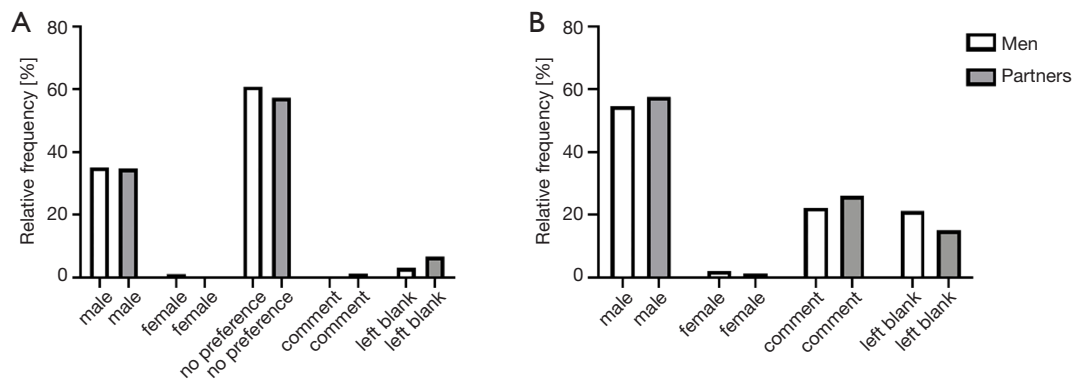 A
Relative frequency [%]
80
60
40
20
0
male
male
female
female
no preference
no preference
comment
comment
left blank
left blank
B
Relative frequency [%]
80
60
40
20
0
male
male
female
female
comment
comment
left blank
left blank
Men
Partners